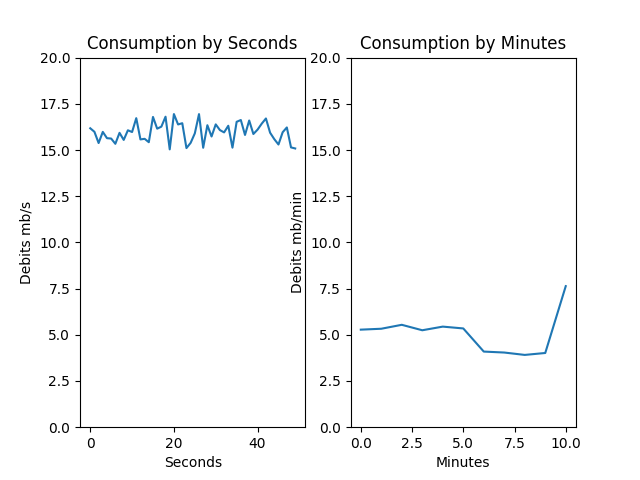 Consumption by Seconds
20.0
17.5
15.0
12.5
10.0
7.5
5.0
2.5
0.0
Debits mb/s
0 20 40
Seconds
Consumption by Minutes
20.0
17.5
15.0
12.5
10.0
7.5
5.0
2.5
0.0
Debits mb/min
0.0 2.5 5.0 7.5 10.0
Minutes